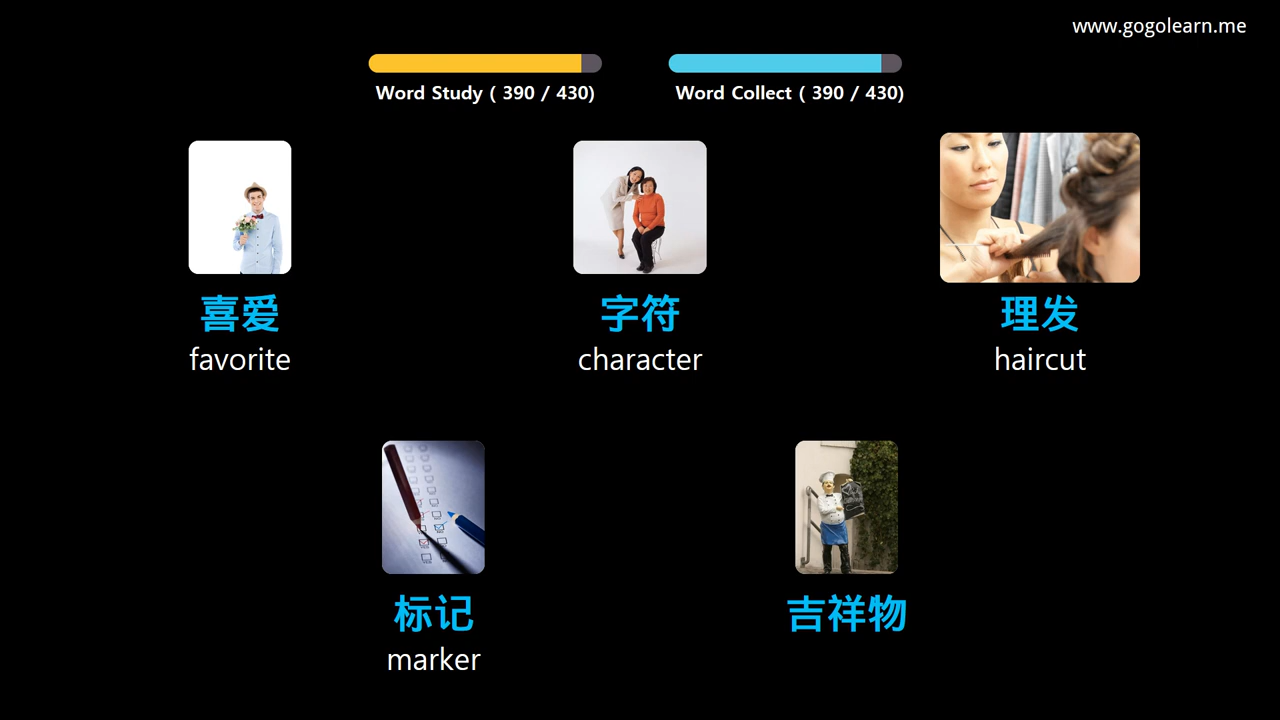 www.gogolearn.me
Word Study ( 390 / 430)
Word Collect ( 390 / 430)
喜爱
favorite
字符
character
理发
haircut
标记
marker
吉祥物